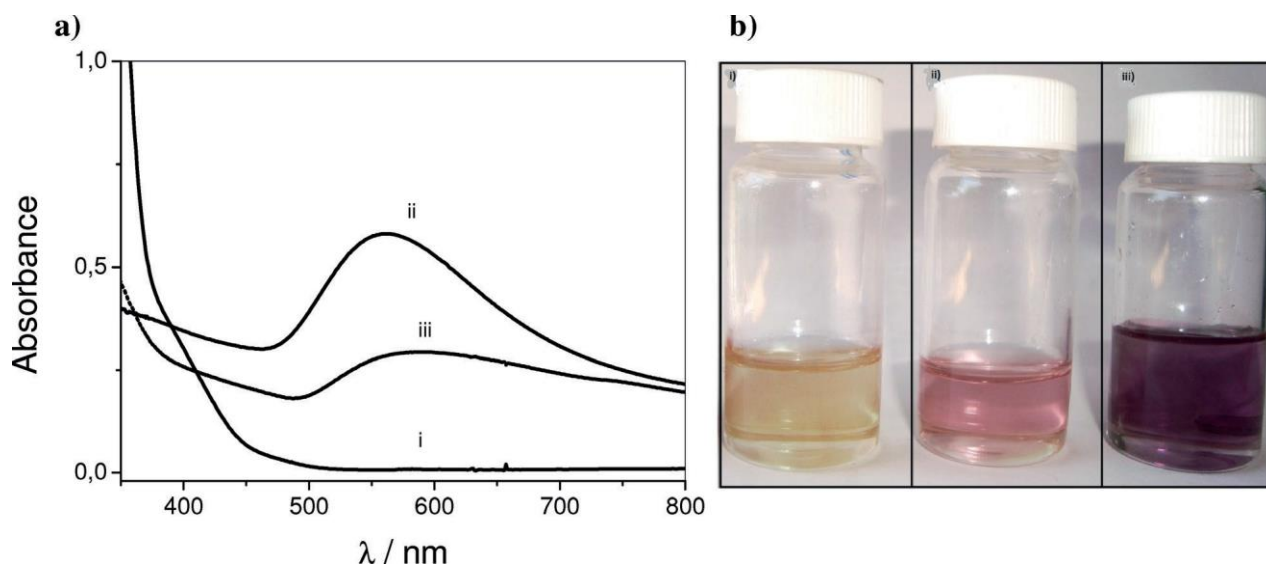 a)
b)
1,0
0,5
0,0
Absorbance
ii
iii
i
400
500
600
700
800
λ / nm
i)
ii)
iii)